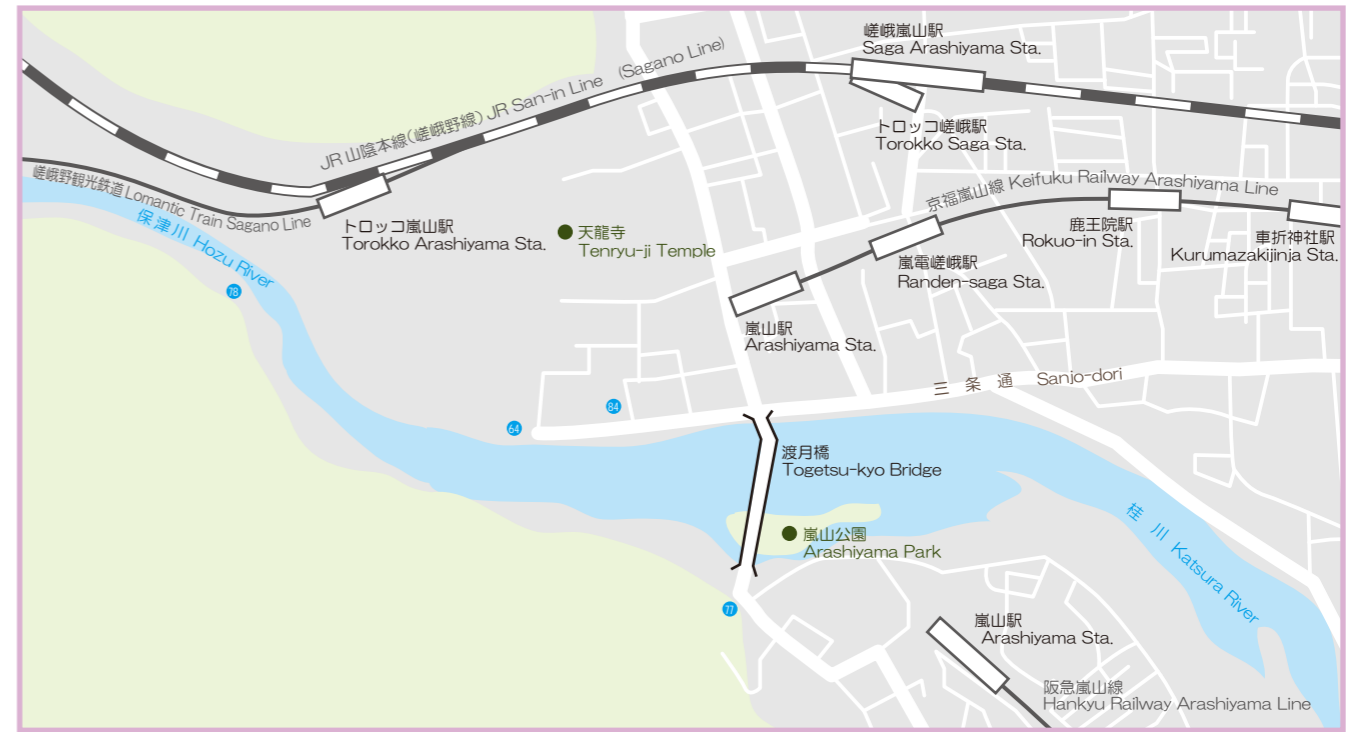 嵯峨嵐山駅
Saga Arashiyama Sta.
JR山陰本線(嵯峨野線) JR San-in Line (Sagano Line)
トロッコ嵯峨駅
Torokko Saga Sta.
嵯峨野観光鉄道 Lomantic Train Sagano Line
京福嵐山線 Keifuku Railway Arashiyama Line
保津川 Hozu River
トロッコ嵐山駅
Torokko Arashiyama Sta.
天龍寺
Tenryu-ji Temple
鹿王院駅
Rokuo-in Sta.
車折神社駅
Kurumazakijinja Sta.
嵐電嵯峨駅
Randen-saga Sta.
78
嵐山駅
Arashiyama Sta.
三条通 Sanjo-dori
84
64
渡月橋
Togetsu-kyo Bridge
嵐山公園
Arashiyama Park
桂川 Katsura River
77
嵐山駅
Arashiyama Sta.
阪急嵐山線
Hankyu Railway Arashiyama Line